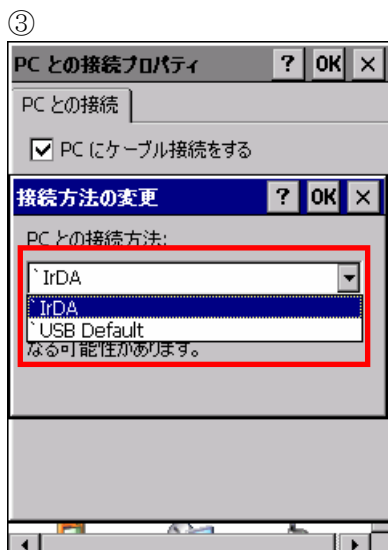 ③
PC との接続プロパティ ? OK ×
PC との接続
PC にケーブル接続をする
接続方法の変更 ? OK ×
PC との接続方法:
`IrDA
`IrDA
`USB Default
なる可能性があります。